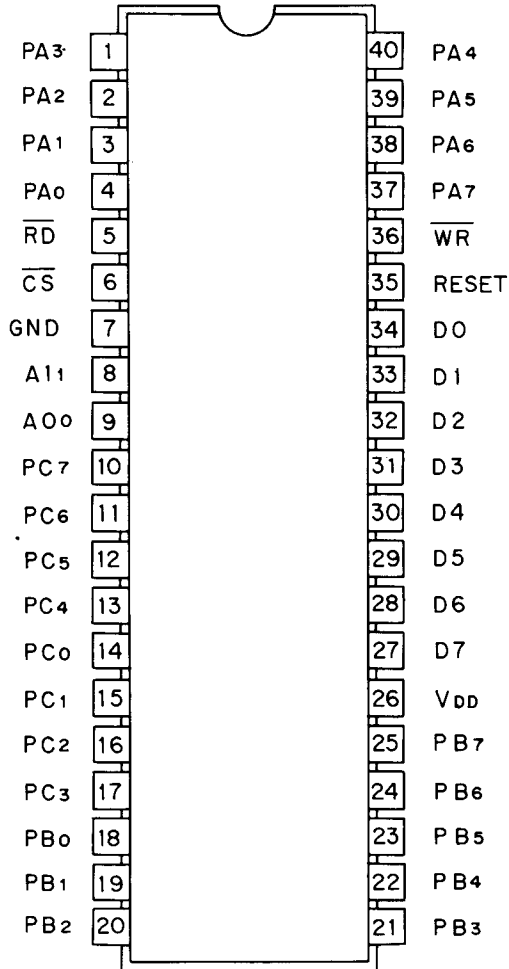 PA3 1 40 PA4
PA2 2 39 PA5
PA1 3 38 PA6
PA0 4 37 PA7
R̅D̅ 5 36 W̅R̅
C̅S̅ 6 35 RESET
GND 7 34 D0
A11 8 33 D1
A00 9 32 D2
PC7 10 31 D3
PC6 11 30 D4
PC5 12 29 D5
PC4 13 28 D6
PC0 14 27 D7
PC1 15 26 VDD
PC2 16 25 PB7
PC3 17 24 PB6
PB0 18 23 PB5
PB1 19 22 PB4
PB2 20 21 PB3